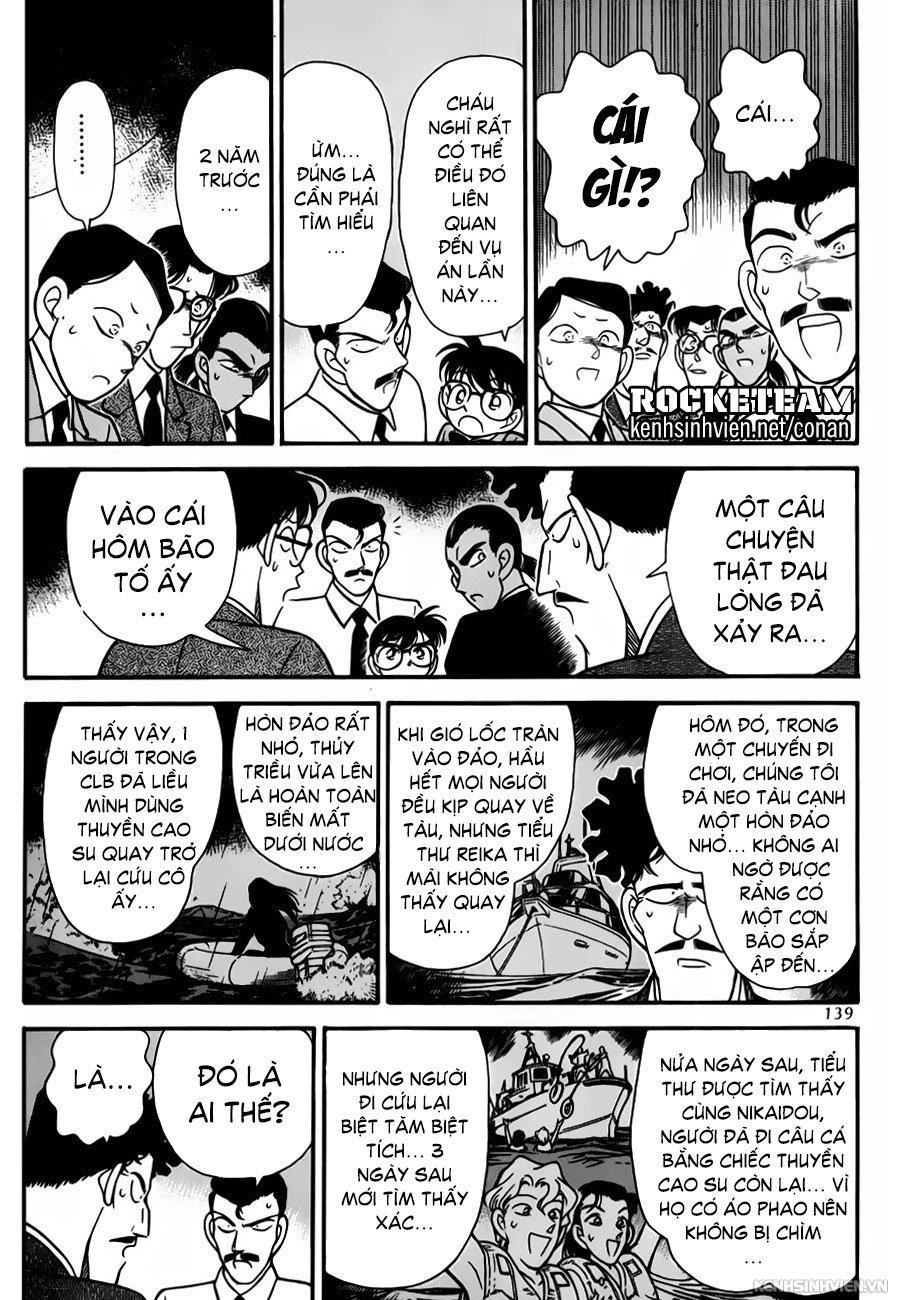 CÁI...
CÁI
GÌ!?
ROCKETEAM
kenhsinhvien.net/conan
CHÁU
NGHĨ RẤT
CÓ THỂ
ĐIỀU ĐÓ
LIÊN
QUAN
ĐẾN VỤ
ÁN LẦN
NÀY...
ỪM...
ĐÚNG LÀ
CẦN PHẢI
TÌM HIỂU
...
2 NĂM
TRƯỚC
...
.........
MỘT CÂU
CHUYỆN
THẬT ĐAU
LÒNG ĐÃ
XẢY RA...
VÀO CÁI
HÔM BÃO
TỐ ẤY
...
HÔM ĐÓ, TRONG
MỘT CHUYẾN ĐI
CHƠI, CHÚNG TÔI
ĐÃ NEO TÀU CẠNH
MỘT HÒN ĐẢO
NHỎ... KHÔNG AI
NGỜ ĐƯỢC
RẰNG CÓ
MỘT CƠN
BÃO SẮP
ẬP ĐẾN...
KHI GIÓ LỐC TRÀN
VÀO ĐẢO, HẦU
HẾT MỌI NGƯỜI
ĐỀU KỊP QUAY VỀ
TÀU, NHƯNG TIỂU
THƯ REIKA THÌ
MÃI KHÔNG
THẤY QUAY
LẠI...
HÒN ĐẢO RẤT
NHỎ, THỦY
TRIỀU VỪA LÊN
LÀ HOÀN TOÀN
BIẾN MẤT
DƯỚI NƯỚC
...
THẤY VẬY, 1
NGƯỜI TRONG
CLB ĐÃ LIỀU
MÌNH DÙNG
THUYỀN CAO
SU QUAY TRỞ
LẠI CỨU CÔ
ẤY...
139
NỬA NGÀY SAU, TIỂU
THƯ ĐƯỢC TÌM THẤY
CÙNG NIKAIDOU,
NGƯỜI ĐÃ ĐI CÂU CÁ
BẰNG CHIẾC THUYỀN
CAO SU CÒN LẠI... VÌ
HỌ CÓ ÁO PHAO NÊN
KHÔNG BỊ CHÌM
...
NHƯNG NGƯỜI
ĐI CỨU LẠI
BIỆT TĂM BIỆT
TÍCH... 3
NGÀY SAU
MỚI TÌM THẤY
XÁC...
ĐÓ LÀ
AI THẾ?
LÀ...
KENHSINHVIEN.VN